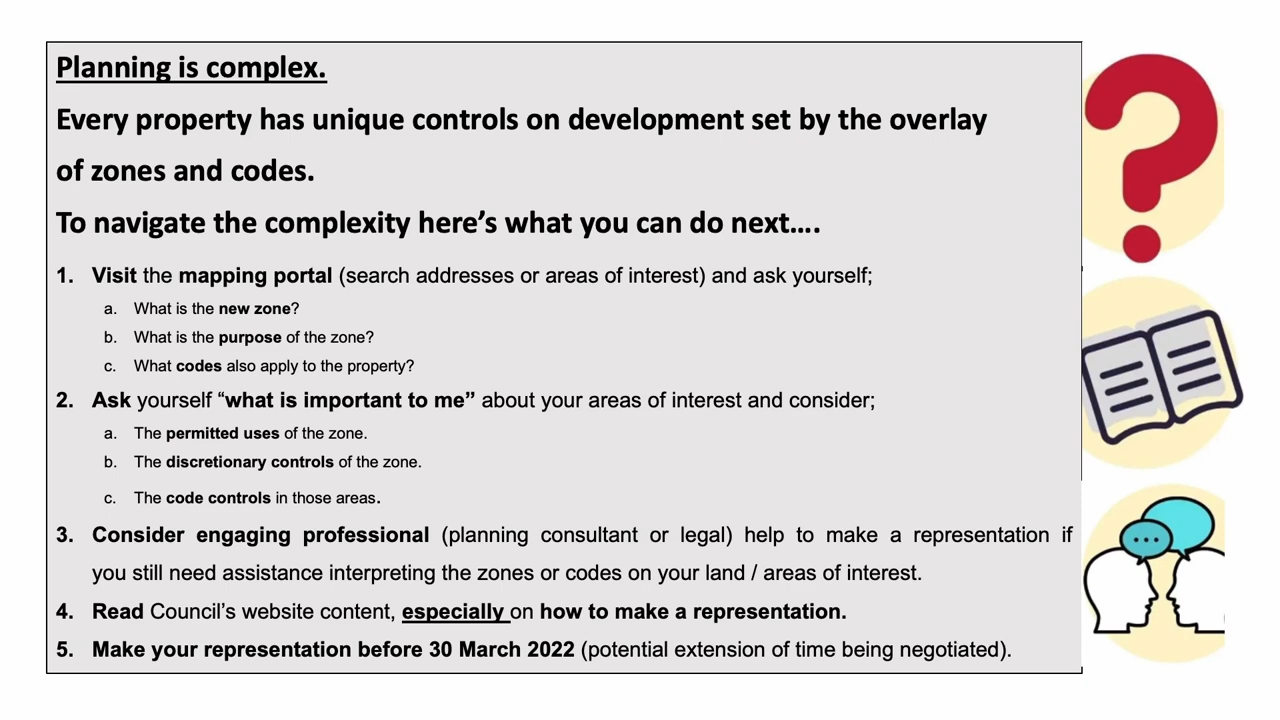 Planning is complex.
Every property has unique controls on development set by the overlay
of zones and codes.
To navigate the complexity here’s what you can do next….
1. Visit the mapping portal (search addresses or areas of interest) and ask yourself;
a. What is the new zone?
b. What is the purpose of the zone?
c. What codes also apply to the property?
2. Ask yourself “what is important to me” about your areas of interest and consider;
a. The permitted uses of the zone.
b. The discretionary controls of the zone.
c. The code controls in those areas.
3. Consider engaging professional (planning consultant or legal) help to make a representation if
you still need assistance interpreting the zones or codes on your land / areas of interest.
4. Read Council’s website content, especially on how to make a representation.
5. Make your representation before 30 March 2022 (potential extension of time being negotiated).